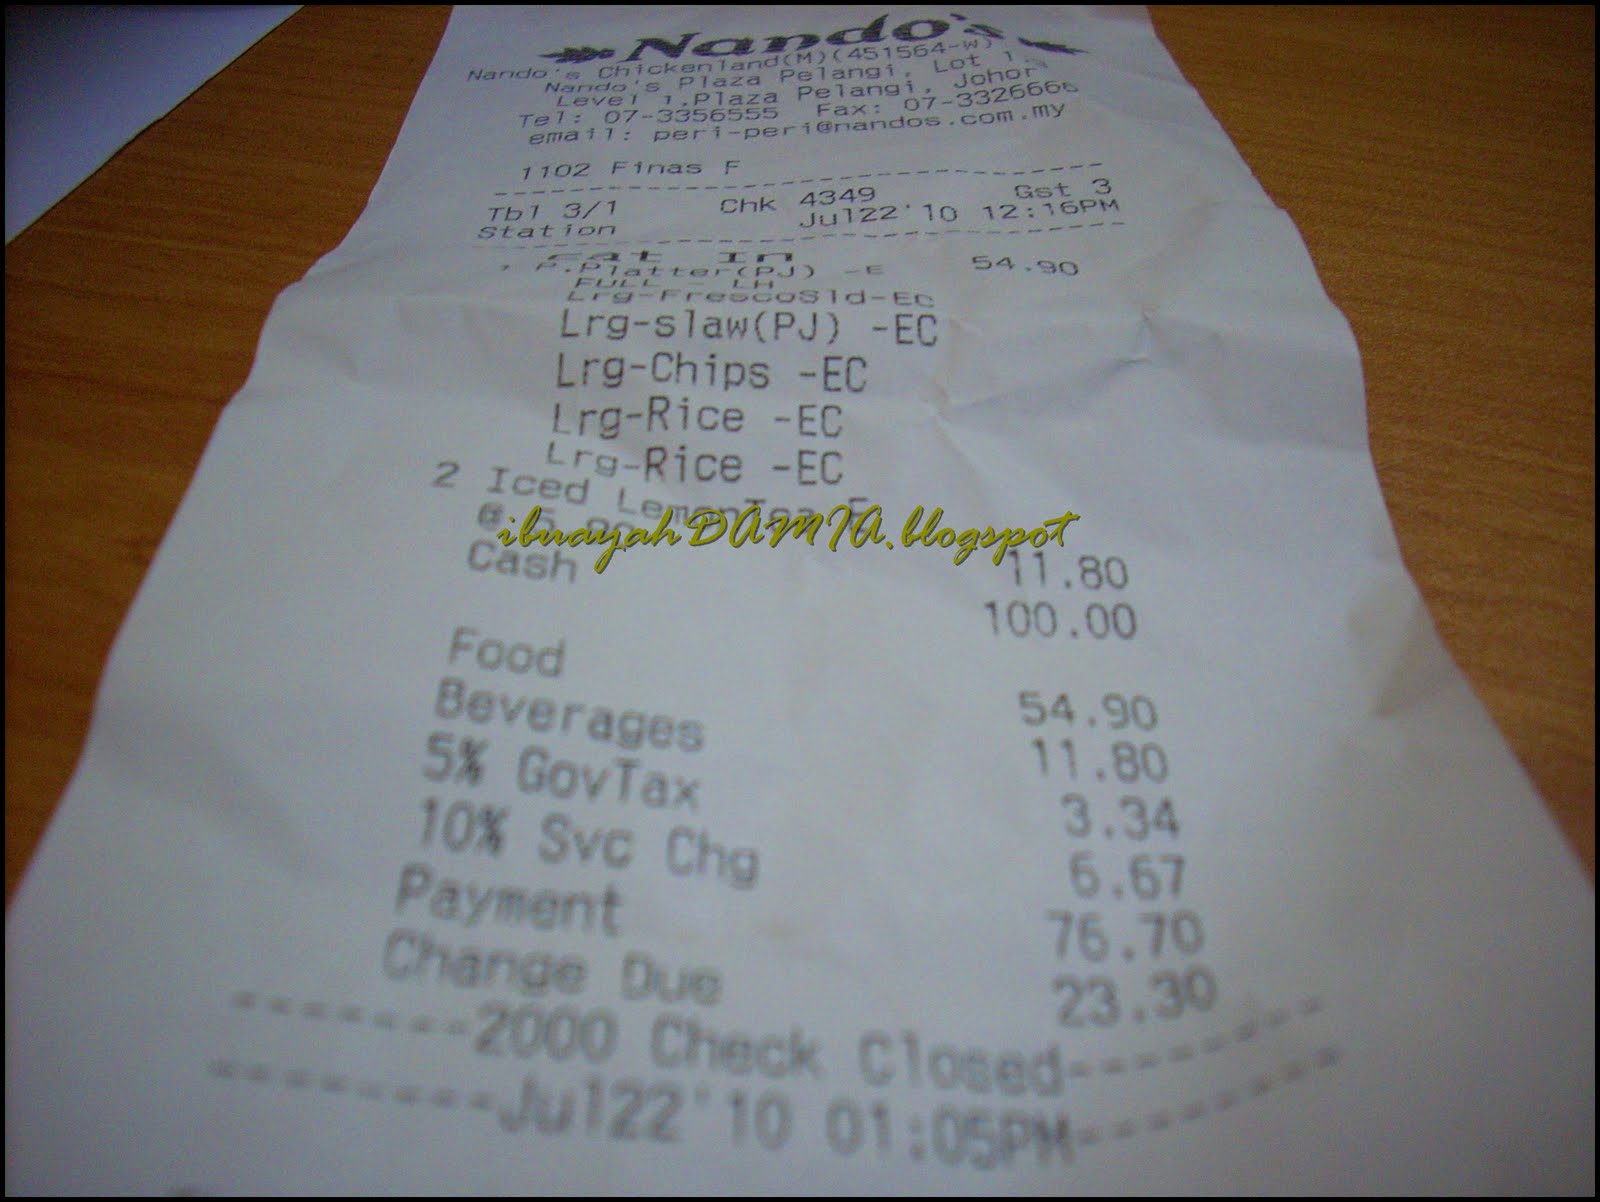 Nando's
Nando's Chickenland(M)(451564-W)
Nando's Plaza Pelangi, Lot 1
Level 1,Plaza Pelangi, Johor
Tel: 07-3356555 Fax: 07-3326666
email: peri-peri@nandos.com.my
1102 Finas F
Tbl 3/1 Chk 4349 Gst 3
Station Jul22'10 12:16PM
Eat In
P.Platter(PJ) -E 54.90
FULL - LH
Lrg-FrescoSld-EC
Lrg-slaw(PJ) -EC
Lrg-Chips -EC
Lrg-Rice -EC
Lrg-Rice -EC
2 Iced LemonTea E
@ 11.80
ibuayahDAMIA.blogspot
Cash 100.00
Food 54.90
Beverages 11.80
5% GovTax 3.34
10% Svc Chg 6.67
Payment 76.70
Change Due 23.30
-------2000 Check Closed-------
--------Jul22'10 01:05PM--------